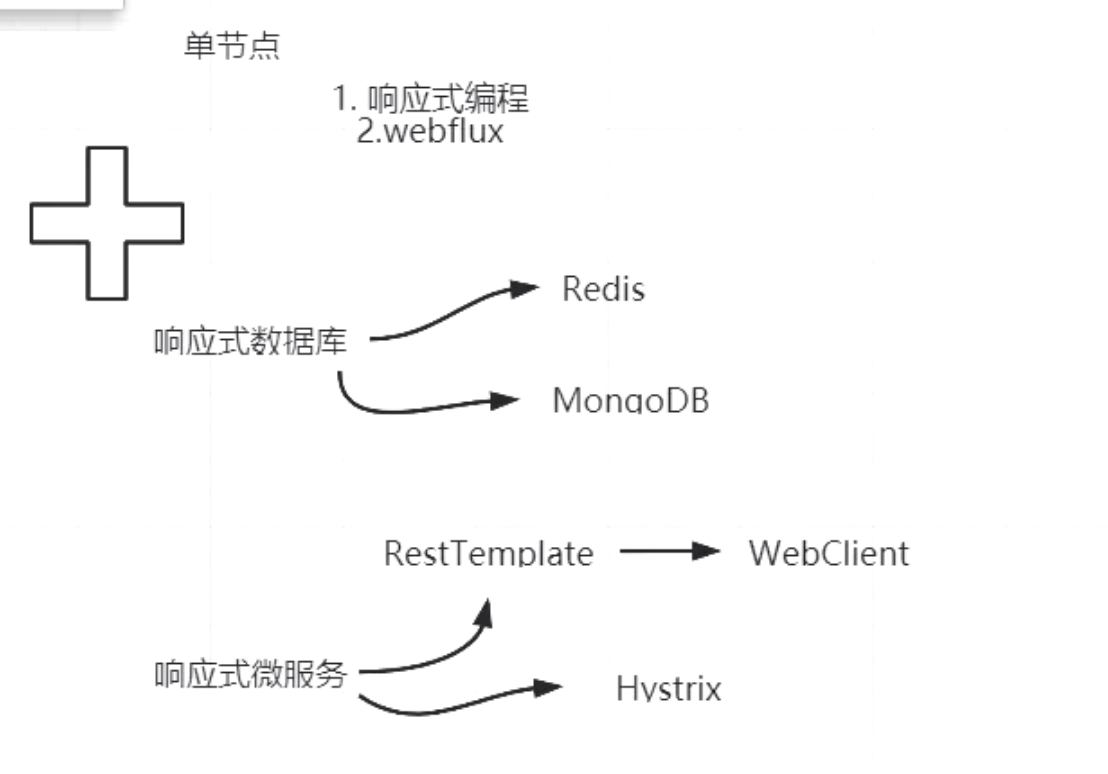 单节点
1. 响应式编程
2.webflux
Redis
响应式数据库
MongoDB
RestTemplate
WebClient
响应式微服务
Hystrix